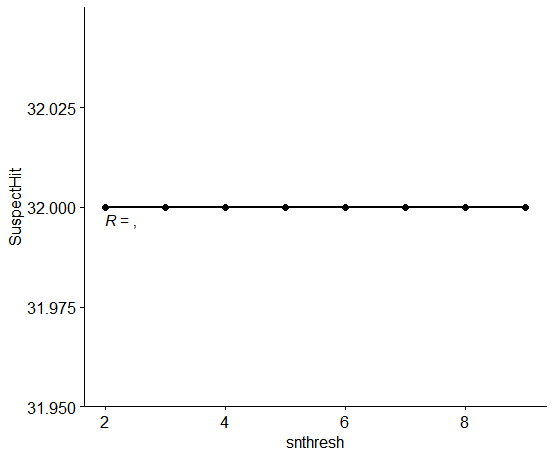 SuspectHit
32.025
32.000
31.975
31.950
R = ,
2 4 6 8
snthresh